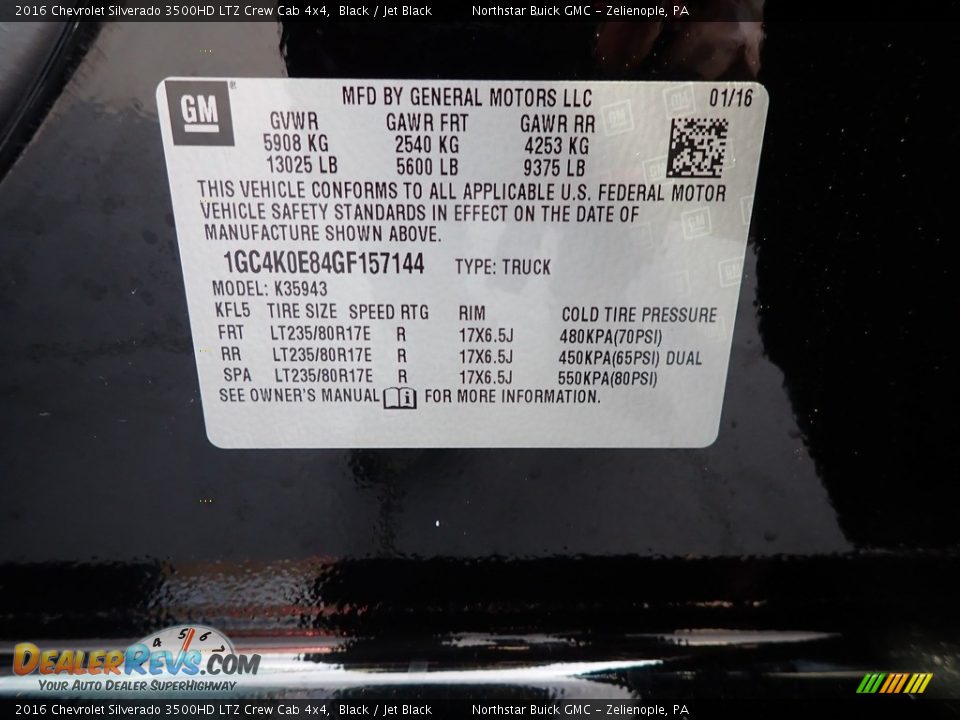 2016 Chevrolet Silverado 3500HD LTZ Crew Cab 4x4, Black / Jet Black Northstar Buick GMC - Zelienople, PA
GM ®
MFD BY GENERAL MOTORS LLC 01/16
GVWR GAWR FRT GAWR RR
5908 KG 2540 KG 4253 KG
13025 LB 5600 LB 9375 LB
THIS VEHICLE CONFORMS TO ALL APPLICABLE U.S. FEDERAL MOTOR
VEHICLE SAFETY STANDARDS IN EFFECT ON THE DATE OF
MANUFACTURE SHOWN ABOVE.
1GC4K0E84GF157144 TYPE: TRUCK
MODEL: K35943
KFL5 TIRE SIZE SPEED RTG RIM COLD TIRE PRESSURE
FRT LT235/80R17E R 17X6.5J 480KPA(70PSI)
RR LT235/80R17E R 17X6.5J 450KPA(65PSI) DUAL
SPA LT235/80R17E R 17X6.5J 550KPA(80PSI)
SEE OWNER'S MANUAL i FOR MORE INFORMATION.
4 5 6
DEALERREVS.COM
YOUR AUTO DEALER SUPERHIGHWAY
2016 Chevrolet Silverado 3500HD LTZ Crew Cab 4x4, Black / Jet Black Northstar Buick GMC - Zelienople, PA